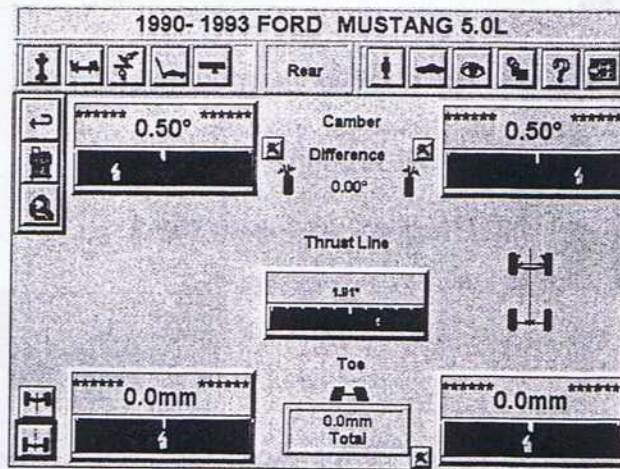 1990- 1993 FORD MUSTANG 5.0L
Rear
?
****** 0.50° ******
Camber
****** 0.50° ******
Difference
0.00°
Thrust Line
1.91°
Toe
****** 0.0mm ******
0.0mm
Total
****** 0.0mm ******